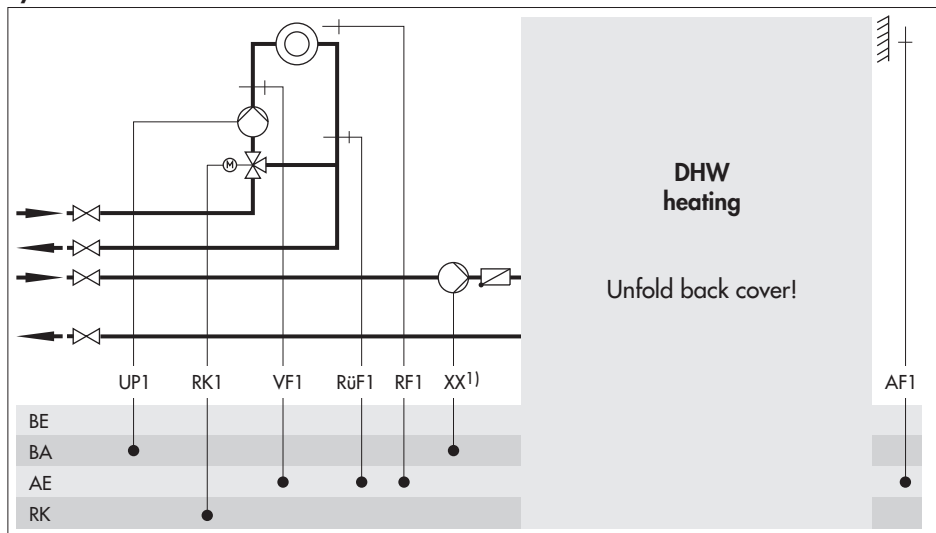 M
DHW
heating
Unfold back cover!
UP1 RK1 VF1 RüF1 RF1 XX1) AF1
BE
BA
AE
RK